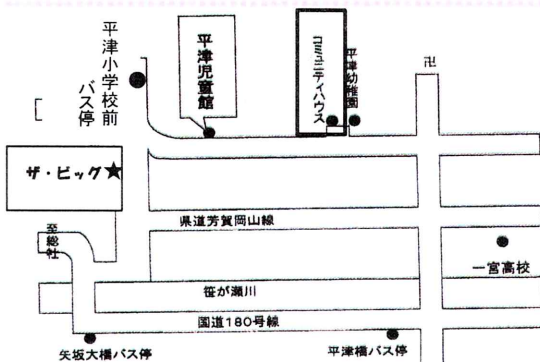 平津小学校前
バス停
平津児童館
コミュニティハウス
平津幼稚園
卍
ザ・ビッグ★
県道芳賀岡山線
至総社
一宮高校
笹が瀬川
国道180号線
矢坂大橋バス停
平津橋バス停